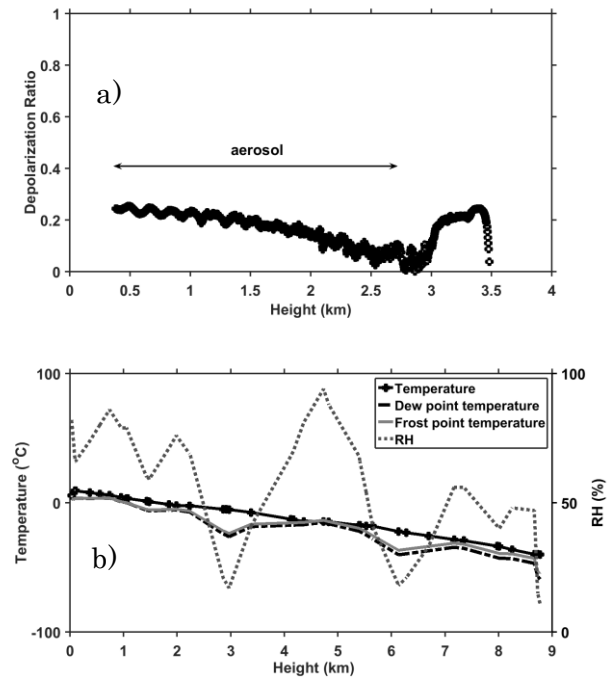 1
0.8
0.6
0.4
0.2
0
Depolarization Ratio
a)
aerosol
0 0.5 1 1.5 2 2.5 3 3.5 4
Height (km)
100
0
-100
Temperature (°C)
b)
Temperature
Dew point temperature
Frost point temperature
RH
100
50
0
RH (%)
0 1 2 3 4 5 6 7 8 9
Height (km)